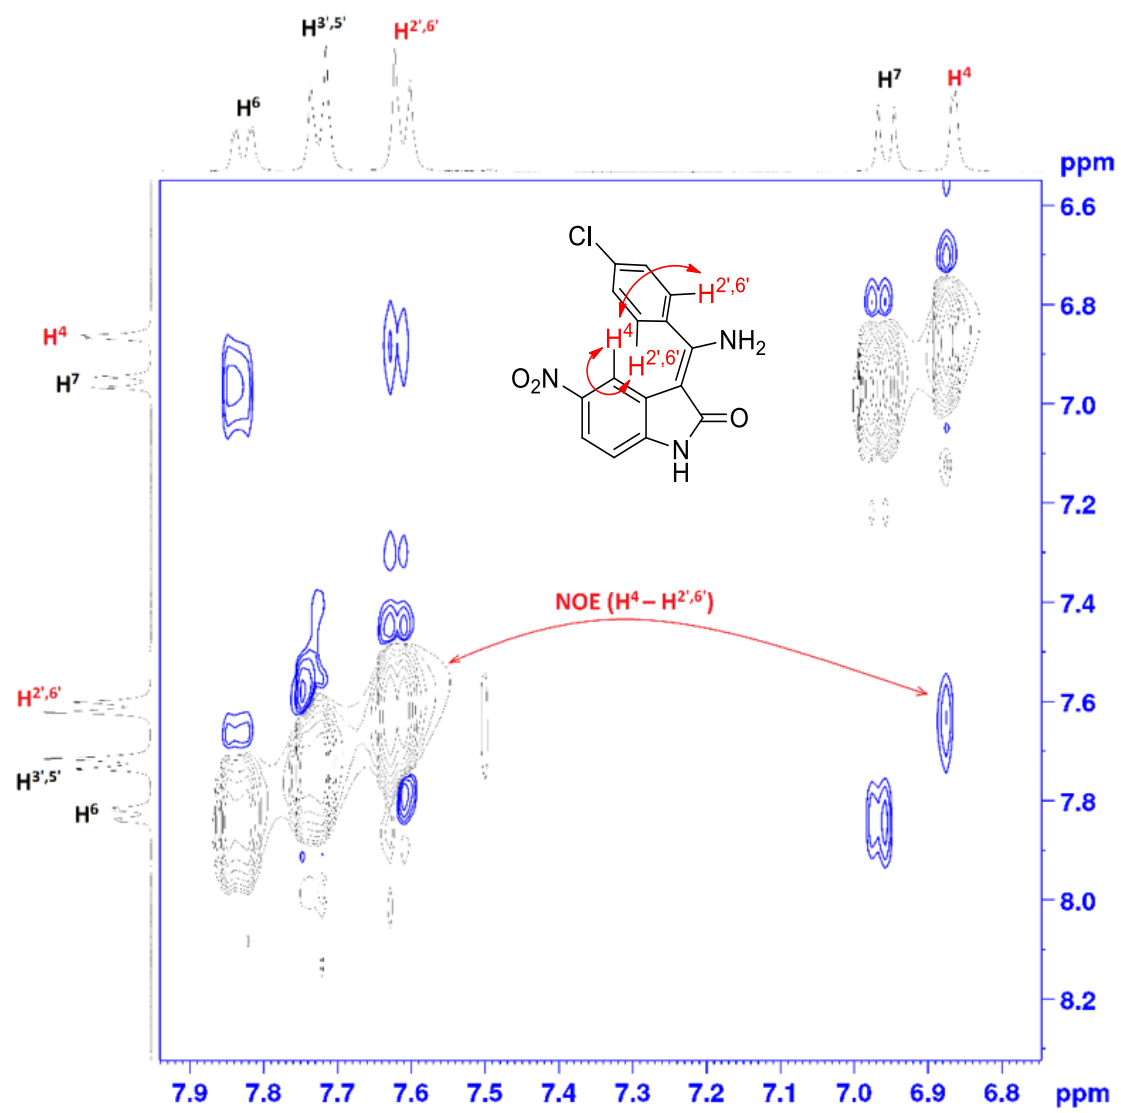 H3',5'
H2',6'
H6
H7
H4
ppm
6.6
Cl
H2',6'
6.8
H4
H4
NH2
H2',6'
H7
O2N
7.0
O
N
H
7.2
NOE (H4 – H2',6')
7.4
H2',6'
7.6
H3',5'
H6
7.8
8.0
8.2
7.9 7.8 7.7 7.6 7.5 7.4 7.3 7.2 7.1 7.0 6.9 6.8 ppm